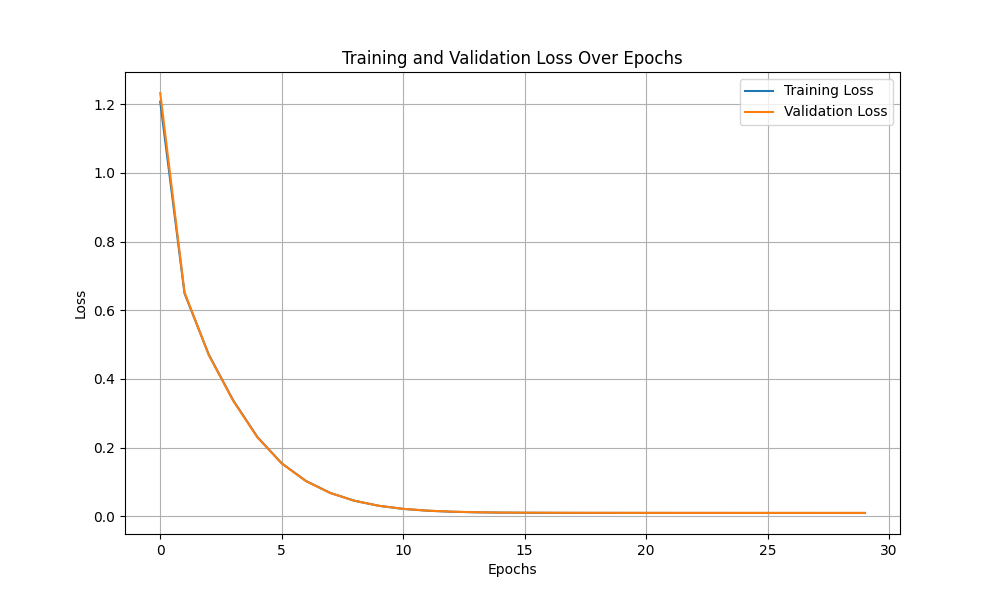 Training and Validation Loss Over Epochs
Training Loss
Validation Loss
1.2
1.0
0.8
0.6
0.4
0.2
0.0
Loss
0 5 10 15 20 25 30
Epochs